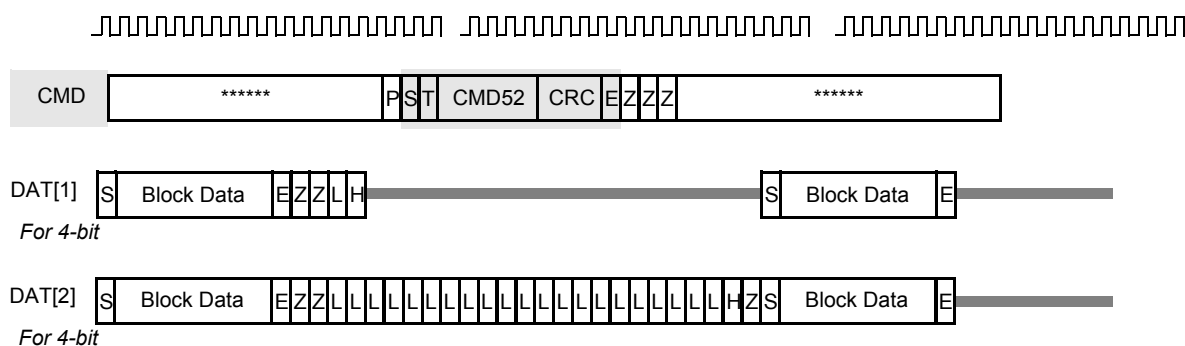 CMD ****** P S T CMD52 CRC E Z Z Z ******
DAT[1] S Block Data E Z Z L H S Block Data E
For 4-bit
DAT[2] S Block Data E Z Z L L L L L L L L L L L L L L L L L L L L L H Z S Block Data E
For 4-bit